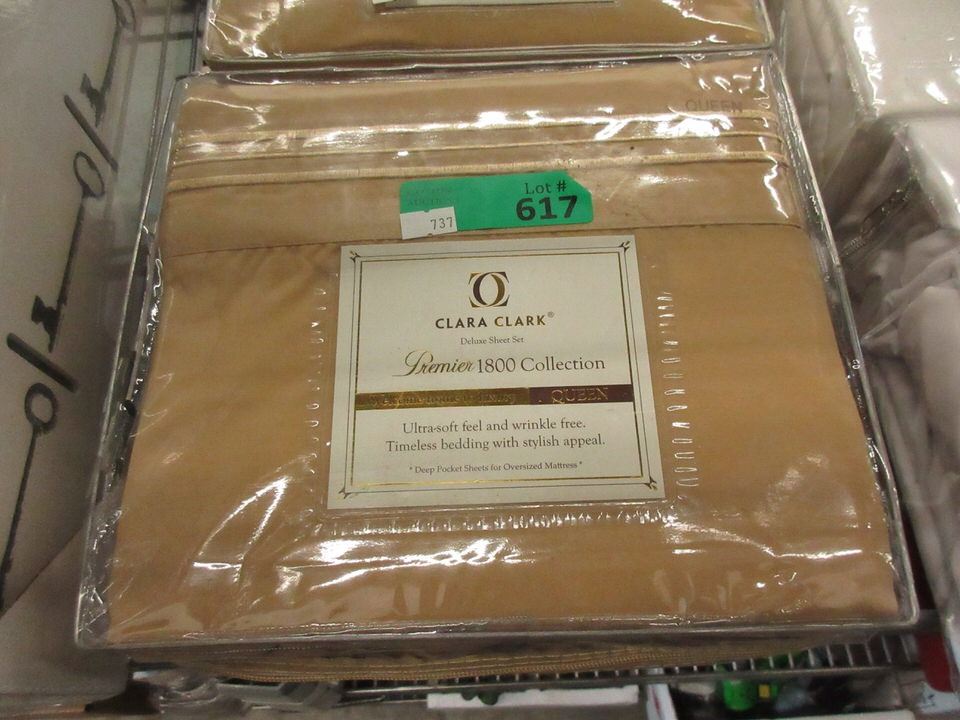 QUEEN
Lot #
617
737
CLARA CLARK®
Deluxe Sheet Set
Premier 1800 Collection
QUEEN
Ultra-soft feel and wrinkle free.
Timeless bedding with stylish appeal.
* Deep Pocket Sheets for Oversized Mattress *